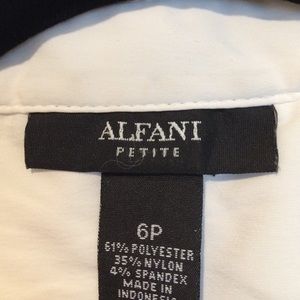 ALFANI
PETITE
6P
61% POLYESTER
35% NYLON
4% SPANDEX
MADE IN
INDONESIA